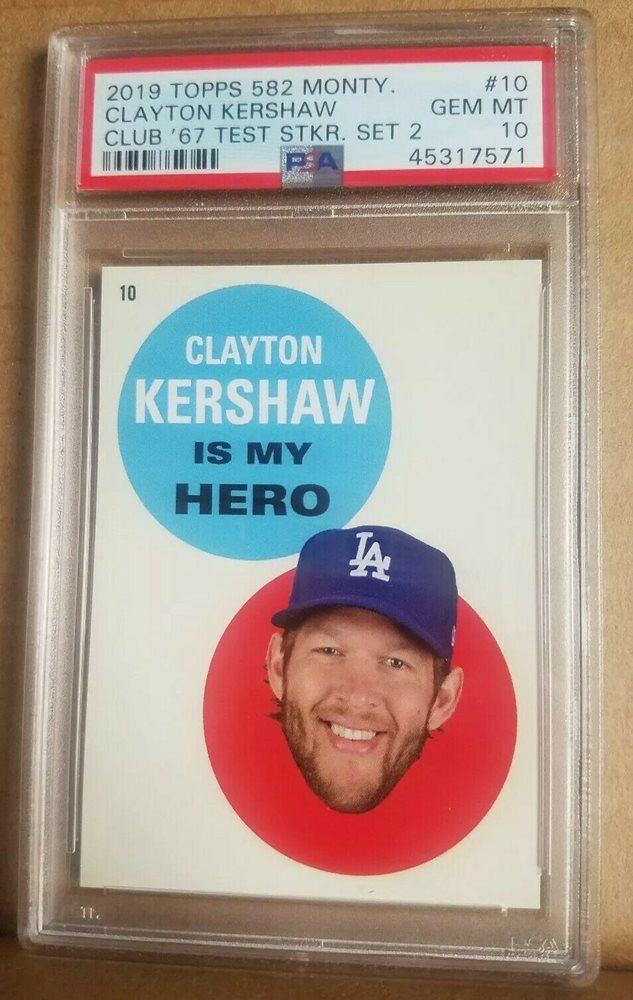 2019 TOPPS 582 MONTY. #10
CLAYTON KERSHAW GEM MT
CLUB '67 TEST STKR. SET 2 10
PSA 45317571
10
CLAYTON
KERSHAW
IS MY
HERO
LA